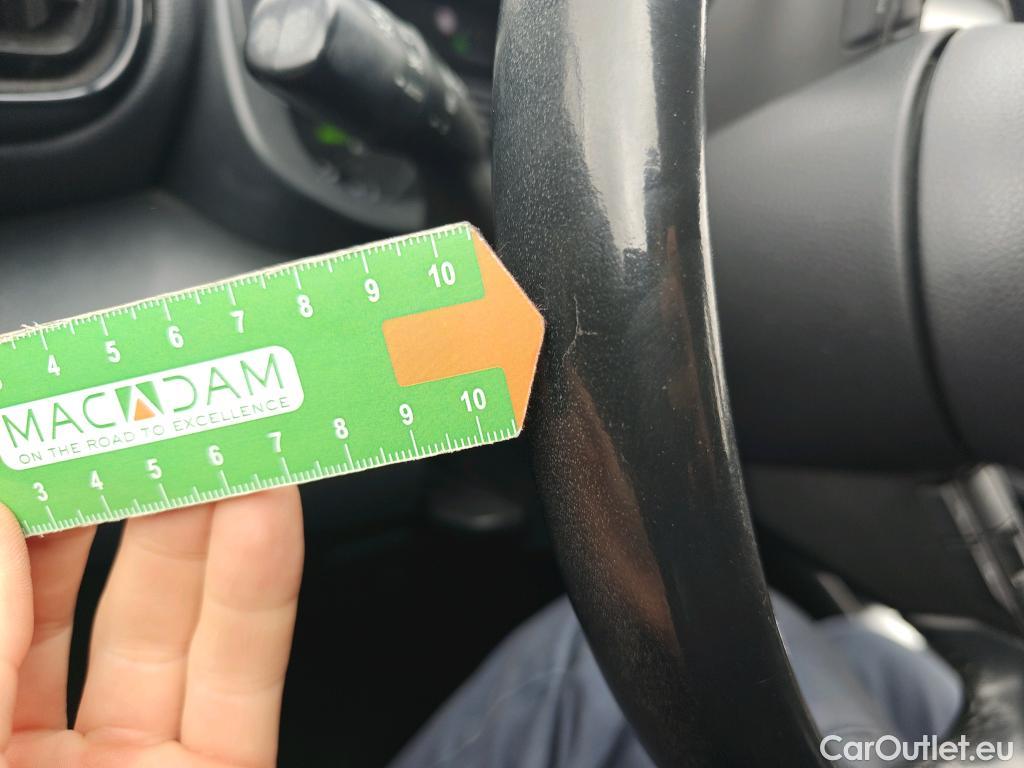 4 5 6 7 8 9 10
MACADAM
ON THE ROAD TO EXCELLENCE
3 4 5 6 7 8 9 10
CarOutlet.eu